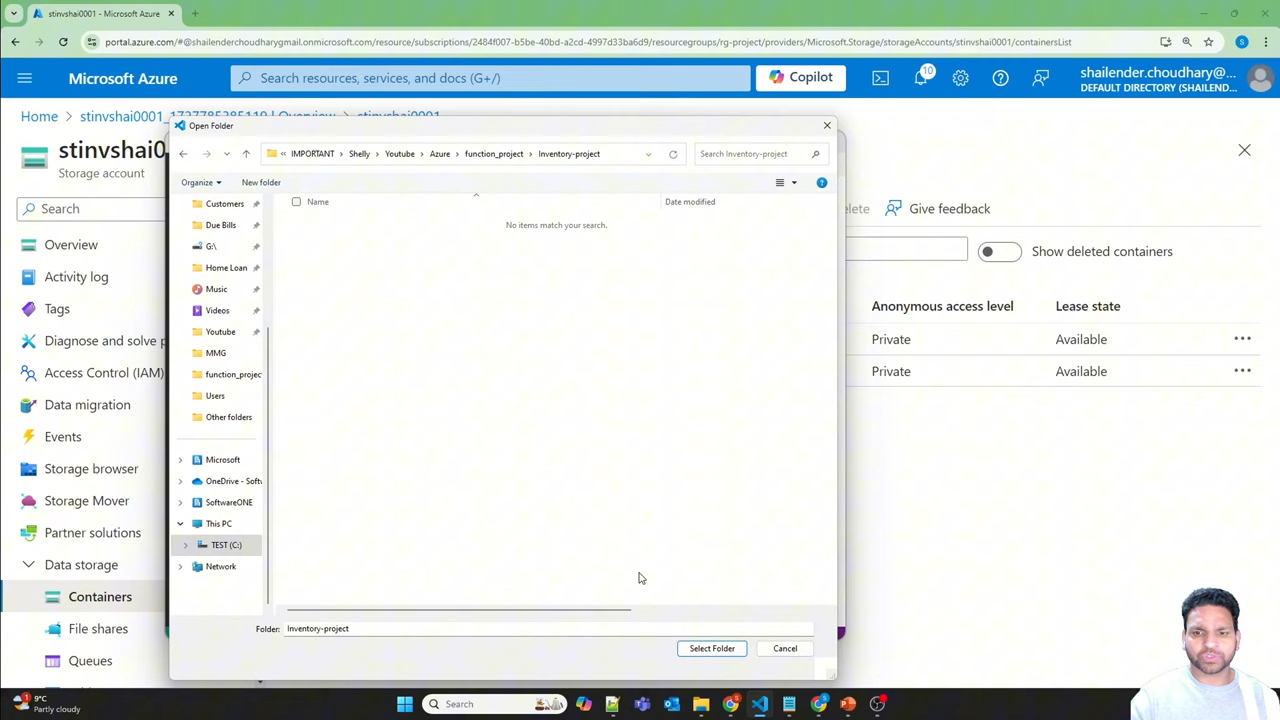 stinvshai0001 - Microsoft Azure
portal.azure.com/#@shailenderchoudharygmail.onmicrosoft.com/resource/subscriptions/2484f007-b5be-40bd-a2cd-4997d33ba6d9/resourcegroups/rg-project/providers/Microsoft.Storage/storageAccounts/stinvshai0001/containersList
Microsoft Azure
Search resources, services, and docs (G+/)
Copilot
10
shailender.choudhary@...
DEFAULT DIRECTORY (SHAILEND...
Home > stinvshai0001_1737785385119 | Overview > stinvshai0001
stinvshai0
Storage account
Search
Overview
Activity log
Tags
Diagnose and solve p
Access Control (IAM)
Data migration
Events
Storage browser
Storage Mover
Partner solutions
Data storage
Containers
File shares
Queues
Open Folder
« IMPORTANT > Shelly > Youtube > Azure > function_project > Inventory-project
Search Inventory-project
Organize
New folder
Name
Date modified
No items match your search.
Customers
Due Bills
G:\
Home Loan
Music
Videos
Youtube
MMG
function_projec
Users
Other folders
Microsoft
OneDrive - Softw
SoftwareONE
This PC
TEST (C:)
Network
Folder: Inventory-project
Select Folder
Cancel
elete
Give feedback
Show deleted containers
Anonymous access level
Lease state
Private
Available
Private
Available
1
9°C
Partly cloudy
Search